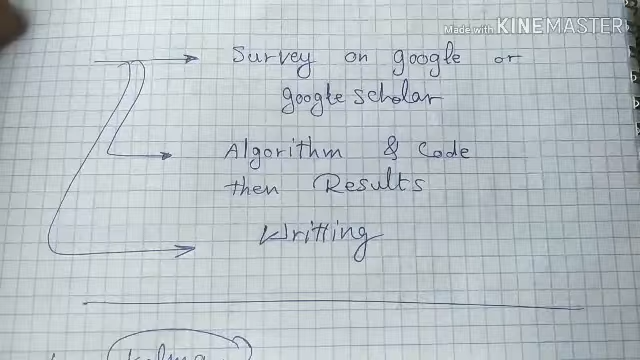 Made with KINEMASTER
Survey on google or
google scholar
Algorithm & Code
then Results
Writting